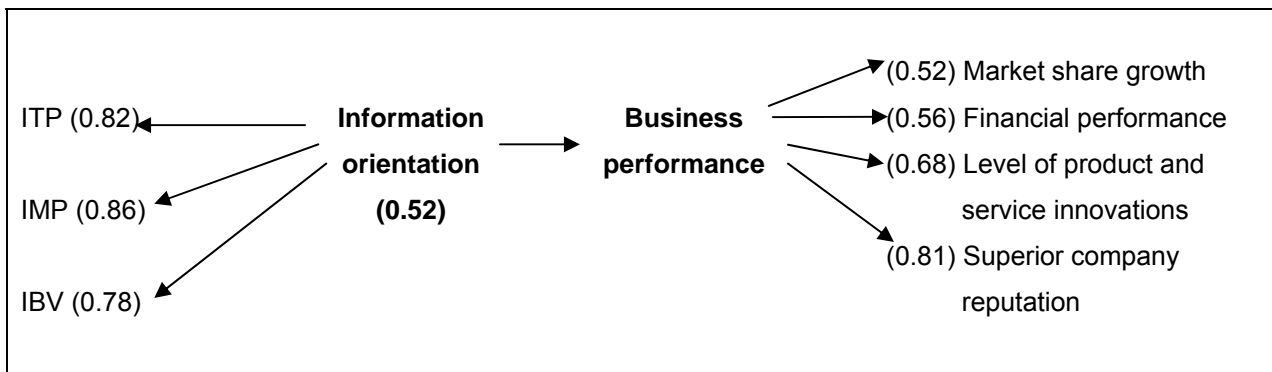 ITP (0.82)
IMP (0.86)
IBV (0.78)
Information
orientation
(0.52)
Business
performance
(0.52) Market share growth
(0.56) Financial performance
(0.68) Level of product and
service innovations
(0.81) Superior company
reputation